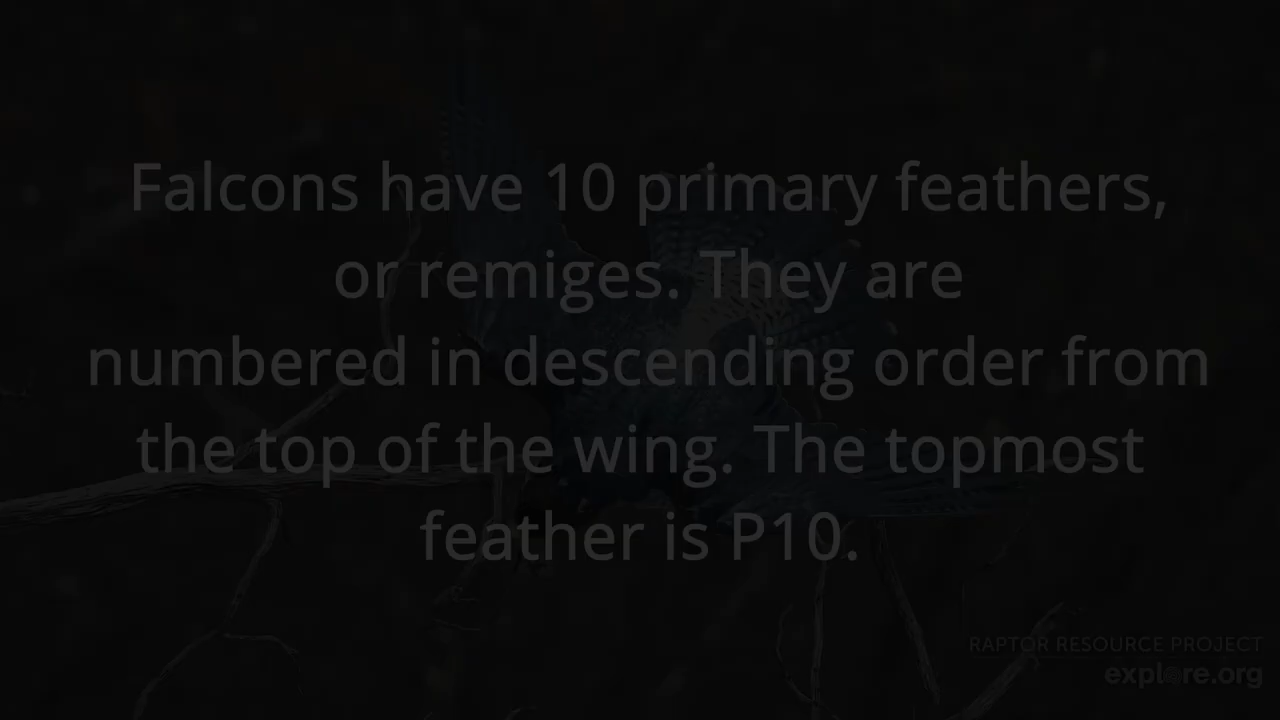 Falcons have 10 primary feathers,
or remiges. They are
numbered in descending order from
the top of the wing. The topmost
feather is P10.
RAPTOR RESOURCE PROJECT
explore.org